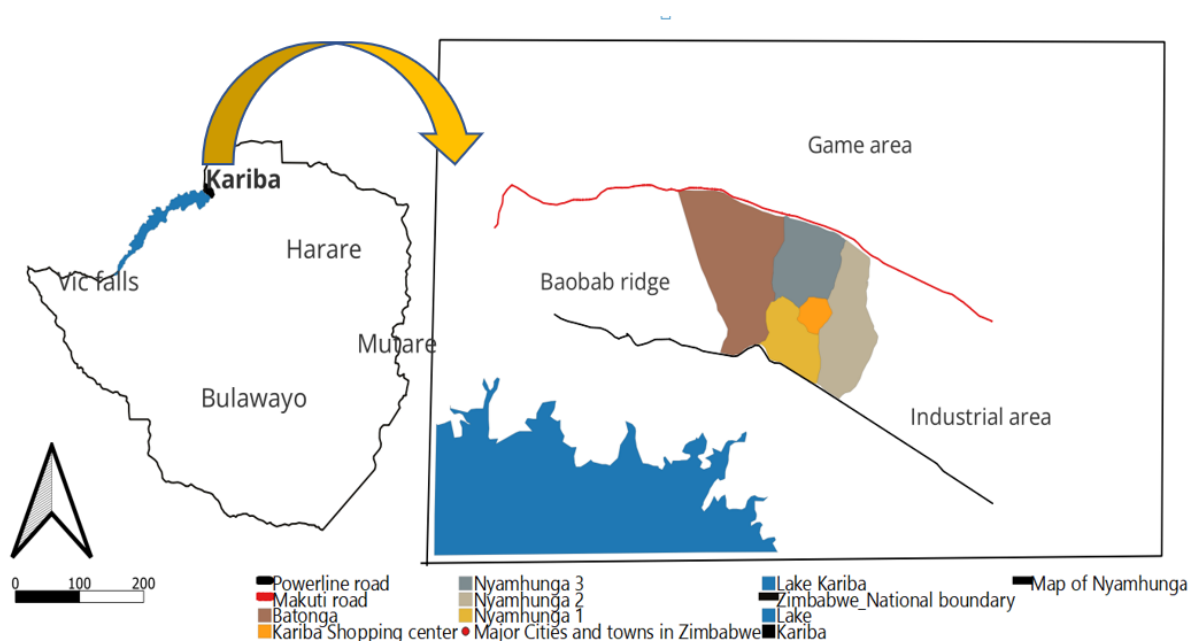 Game area
Kariba
Harare
Vic falls
Baobab ridge
Mutare
Bulawayo
Industrial area
0 100 200
Powerline road
Makuti road
Batonga
Kariba Shopping center
Nyamhunga 3
Nyamhunga 2
Nyamhunga 1
Major Cities and towns in Zimbabwe
Lake Kariba
Zimbabwe_National boundary
Lake
Kariba
Map of Nyamhunga